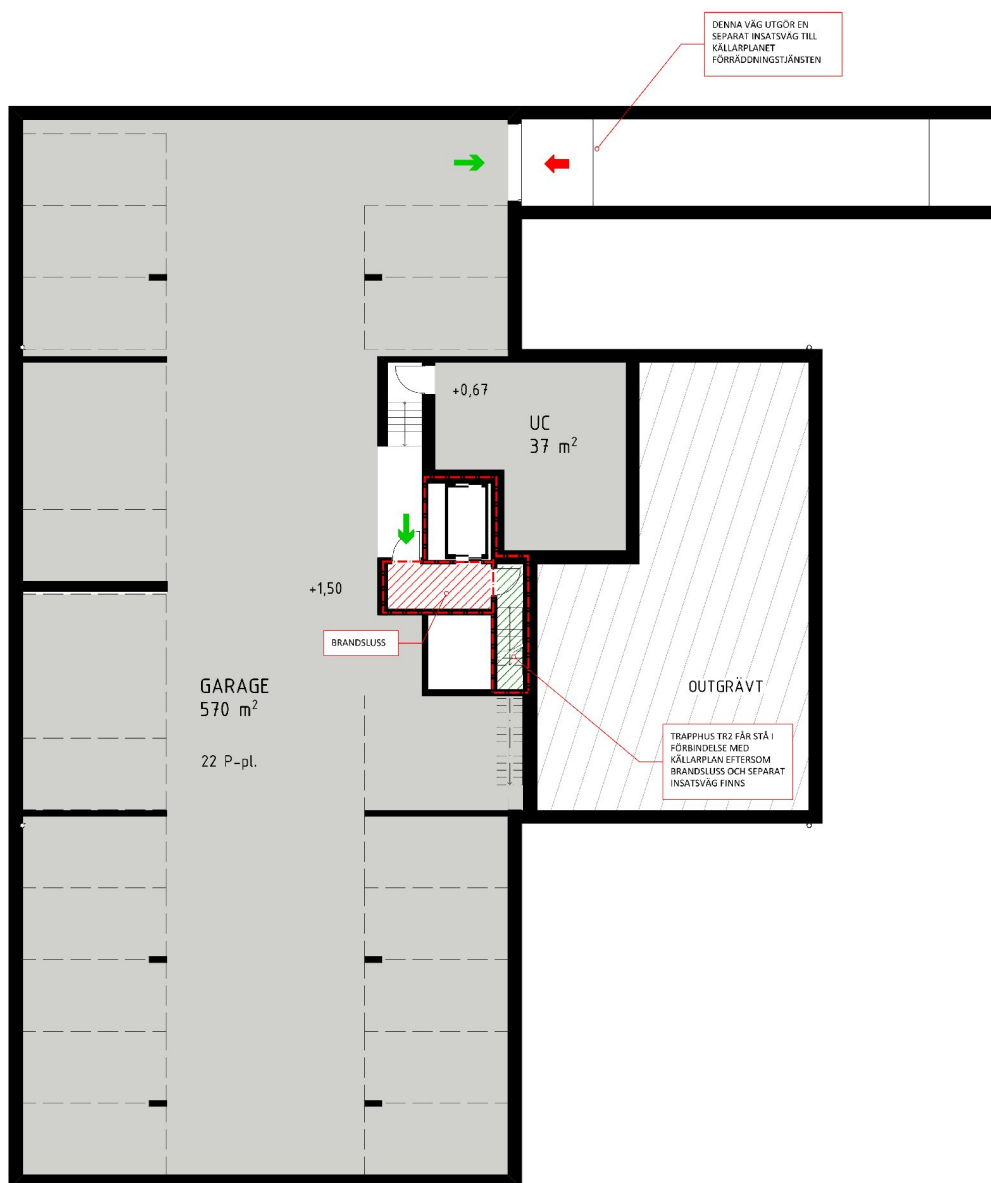 DENNA VÄG UTGÖR EN
SEPARAT INSATSVÄG TILL
KÄLLARPLANET
FÖRRÄDDNINGSTJÄNSTEN
+0,67
UC
37 m²
+1,50
BRANDSLUSS
GARAGE
570 m²
22 P-pl.
OUTGRÄVT
TRAPPHUS TR2 FÅR STÅ I
FÖRBINDELSE MED
KÄLLARPLAN EFTERSOM
BRANDSLUSS OCH SEPARAT
INSATSVÄG FINNS